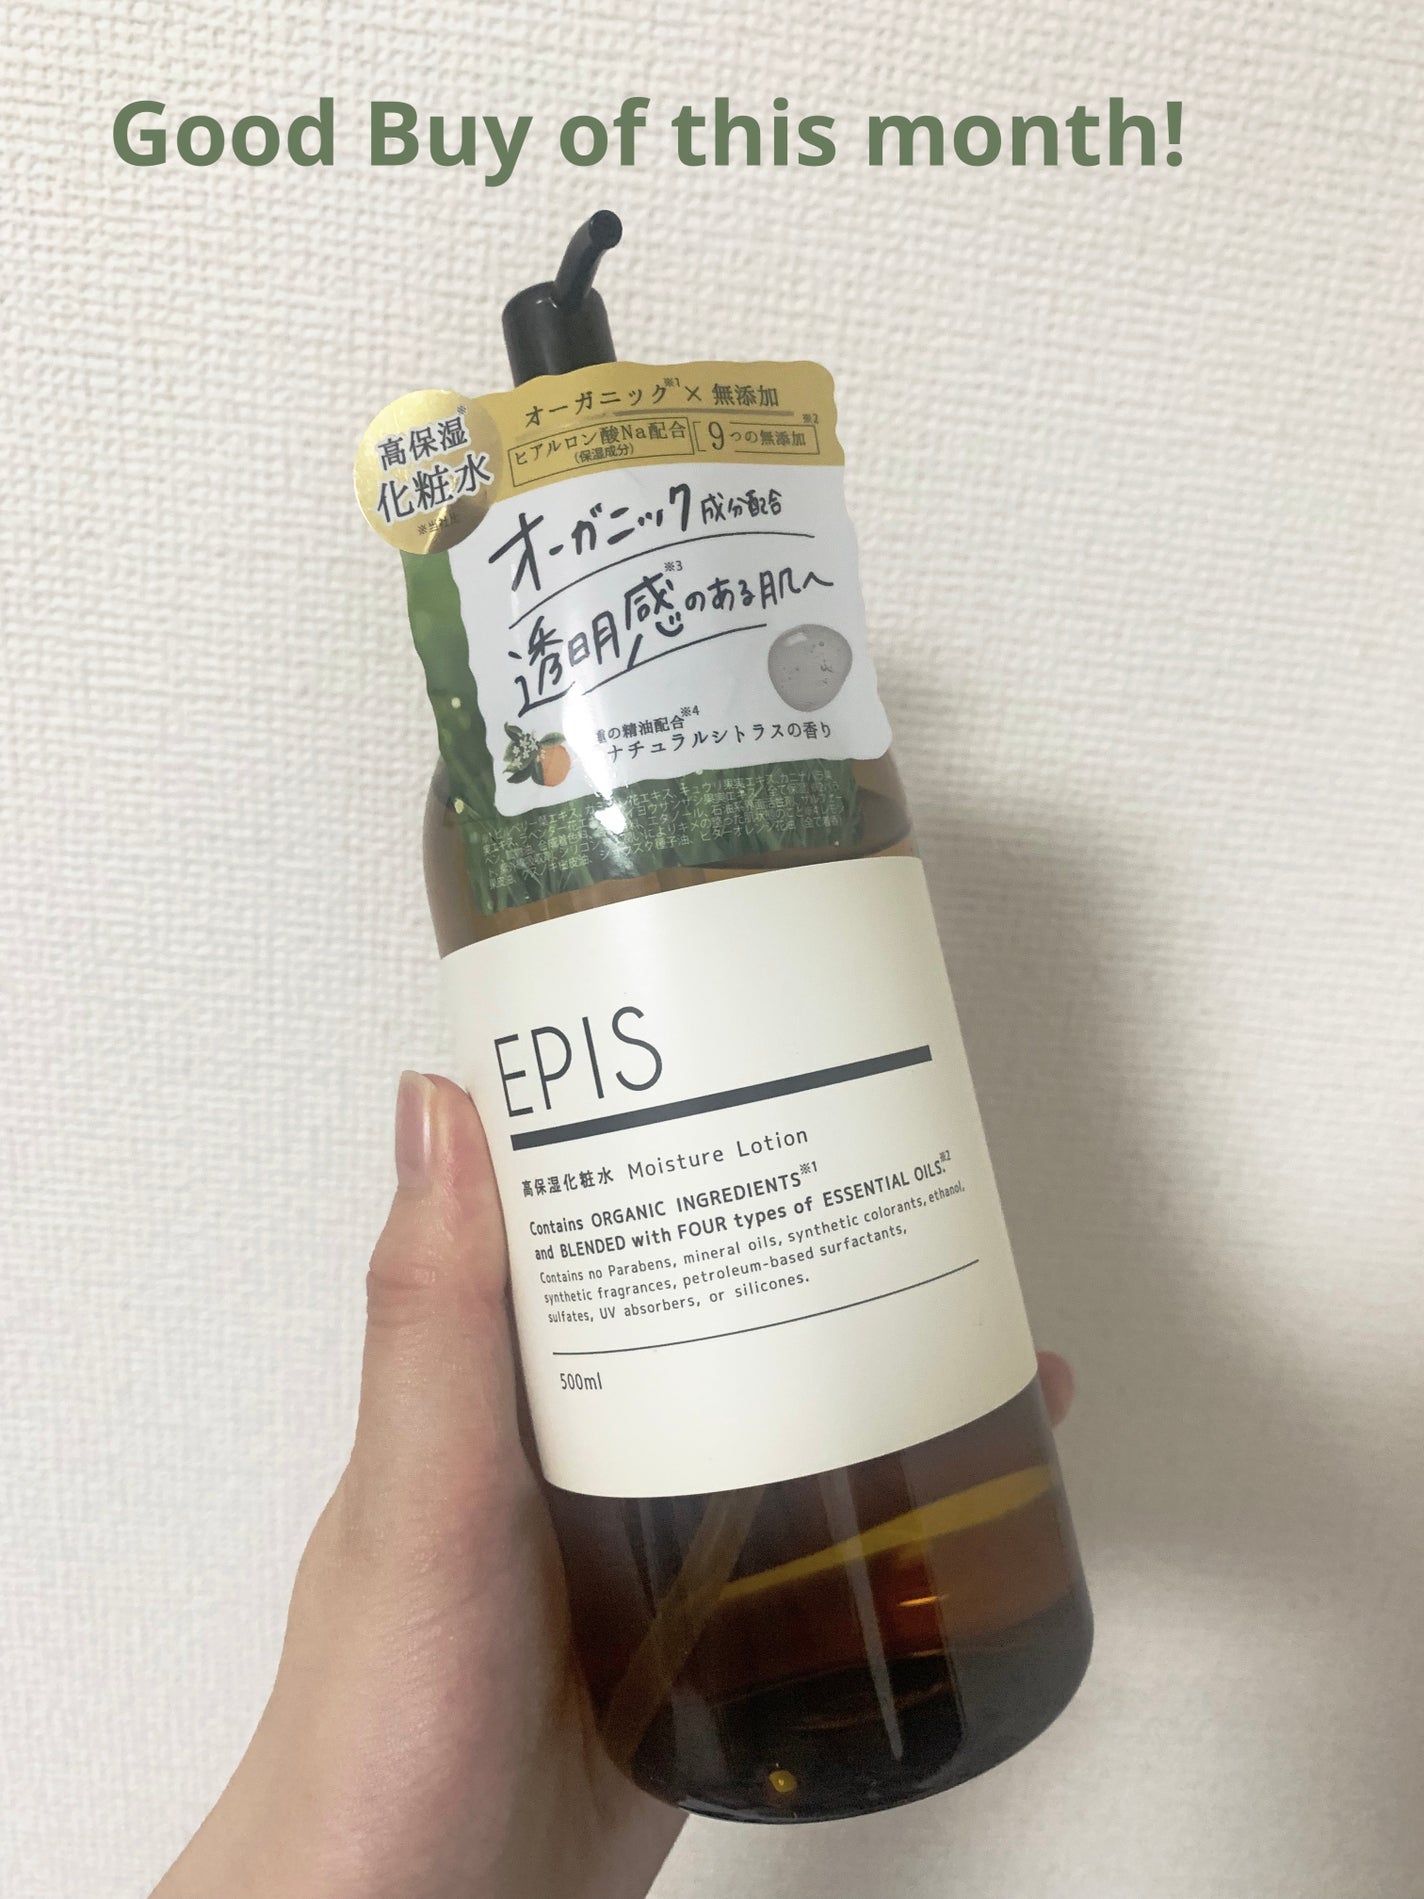 Good Buy of this month!
オーガニック※1×無添加
ヒアルロン酸Na配合
(保湿成分)
9つの無添加※2
高保湿※
化粧水
オーガニック成分配合
透明感※3のある肌へ
の精油配合※4
ナチュラルシトラスの香り
EPIS
高保湿化粧水 Moisture Lotion
Contains ORGANIC INGREDIENTS※1
and BLENDED with FOUR types of ESSENTIAL OILS.※2
Contains no Parabens, mineral oils, synthetic colorants, ethanol,
synthetic fragrances, petroleum-based surfactants,
sulfates, UV absorbers, or silicones.
500ml